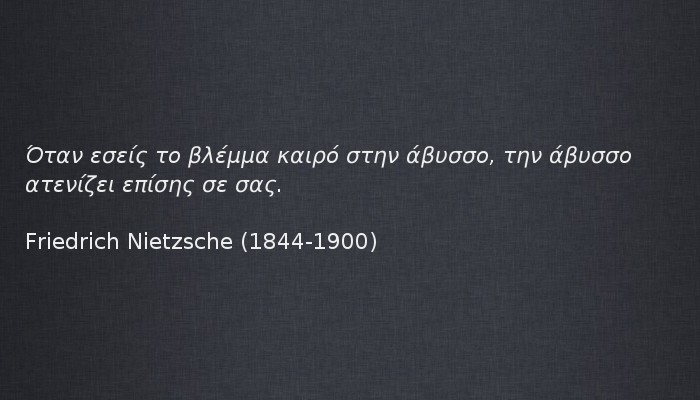 Όταν εσείς το βλέμμα καιρό στην άβυσσο, την άβυσσο
ατενίζει επίσης σε σας.
Friedrich Nietzsche (1844-1900)